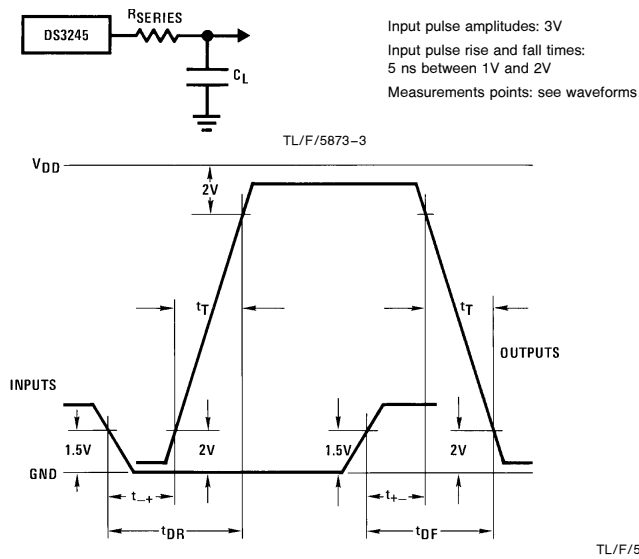 DS3245
RSERIES
CL
Input pulse amplitudes: 3V
Input pulse rise and fall times:
5 ns between 1V and 2V
Measurements points: see waveforms
TL/F/5873–3
VDD
2V
tT
tT
OUTPUTS
INPUTS
1.5V
2V
1.5V
2V
GND
t–+
t+–
tDR
tDF
TL/F/5